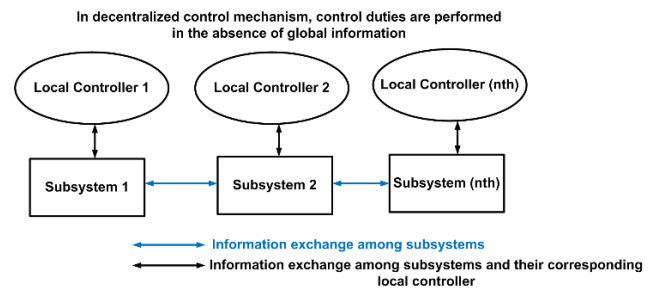 In decentralized control mechanism, control duties are performed
in the absence of global information
Local Controller 1
Local Controller 2
Local Controller (nth)
Subsystem 1
Subsystem 2
Subsystem (nth)
Information exchange among subsystems
Information exchange among subsystems and their corresponding
local controller